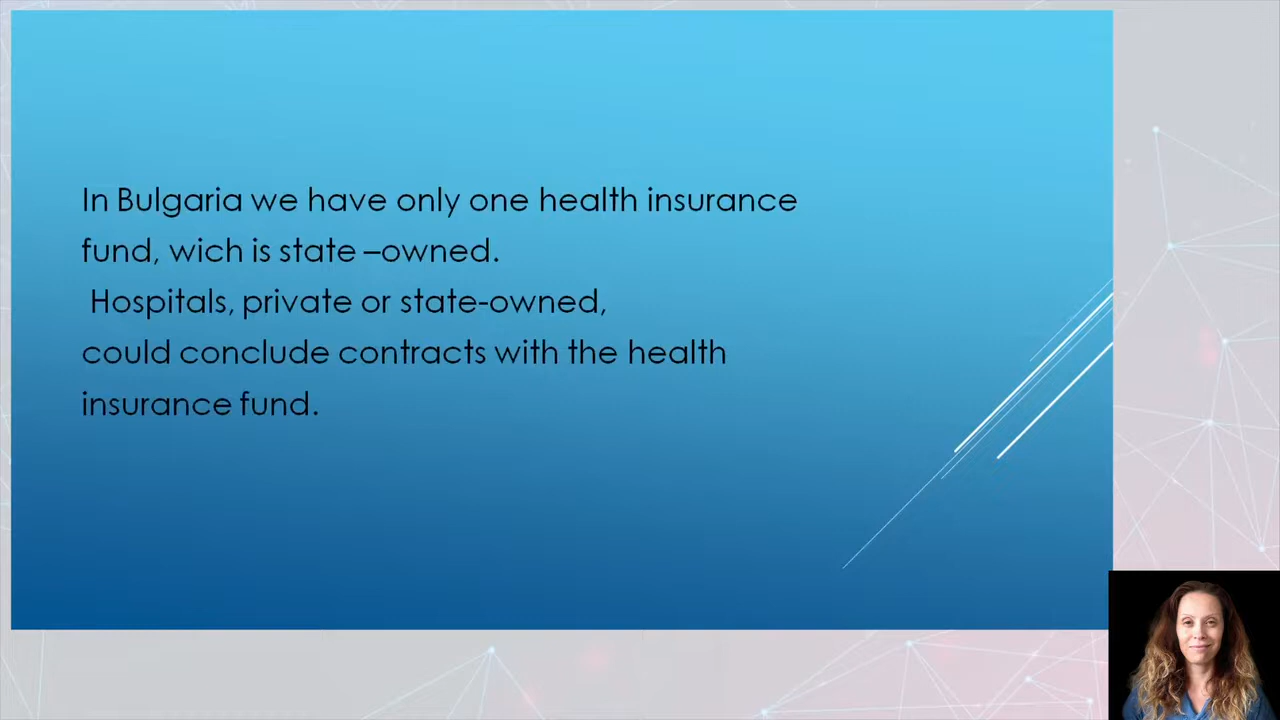 In Bulgaria we have only one health insurance
fund, wich is state –owned.
Hospitals, private or state-owned,
could conclude contracts with the health
insurance fund.